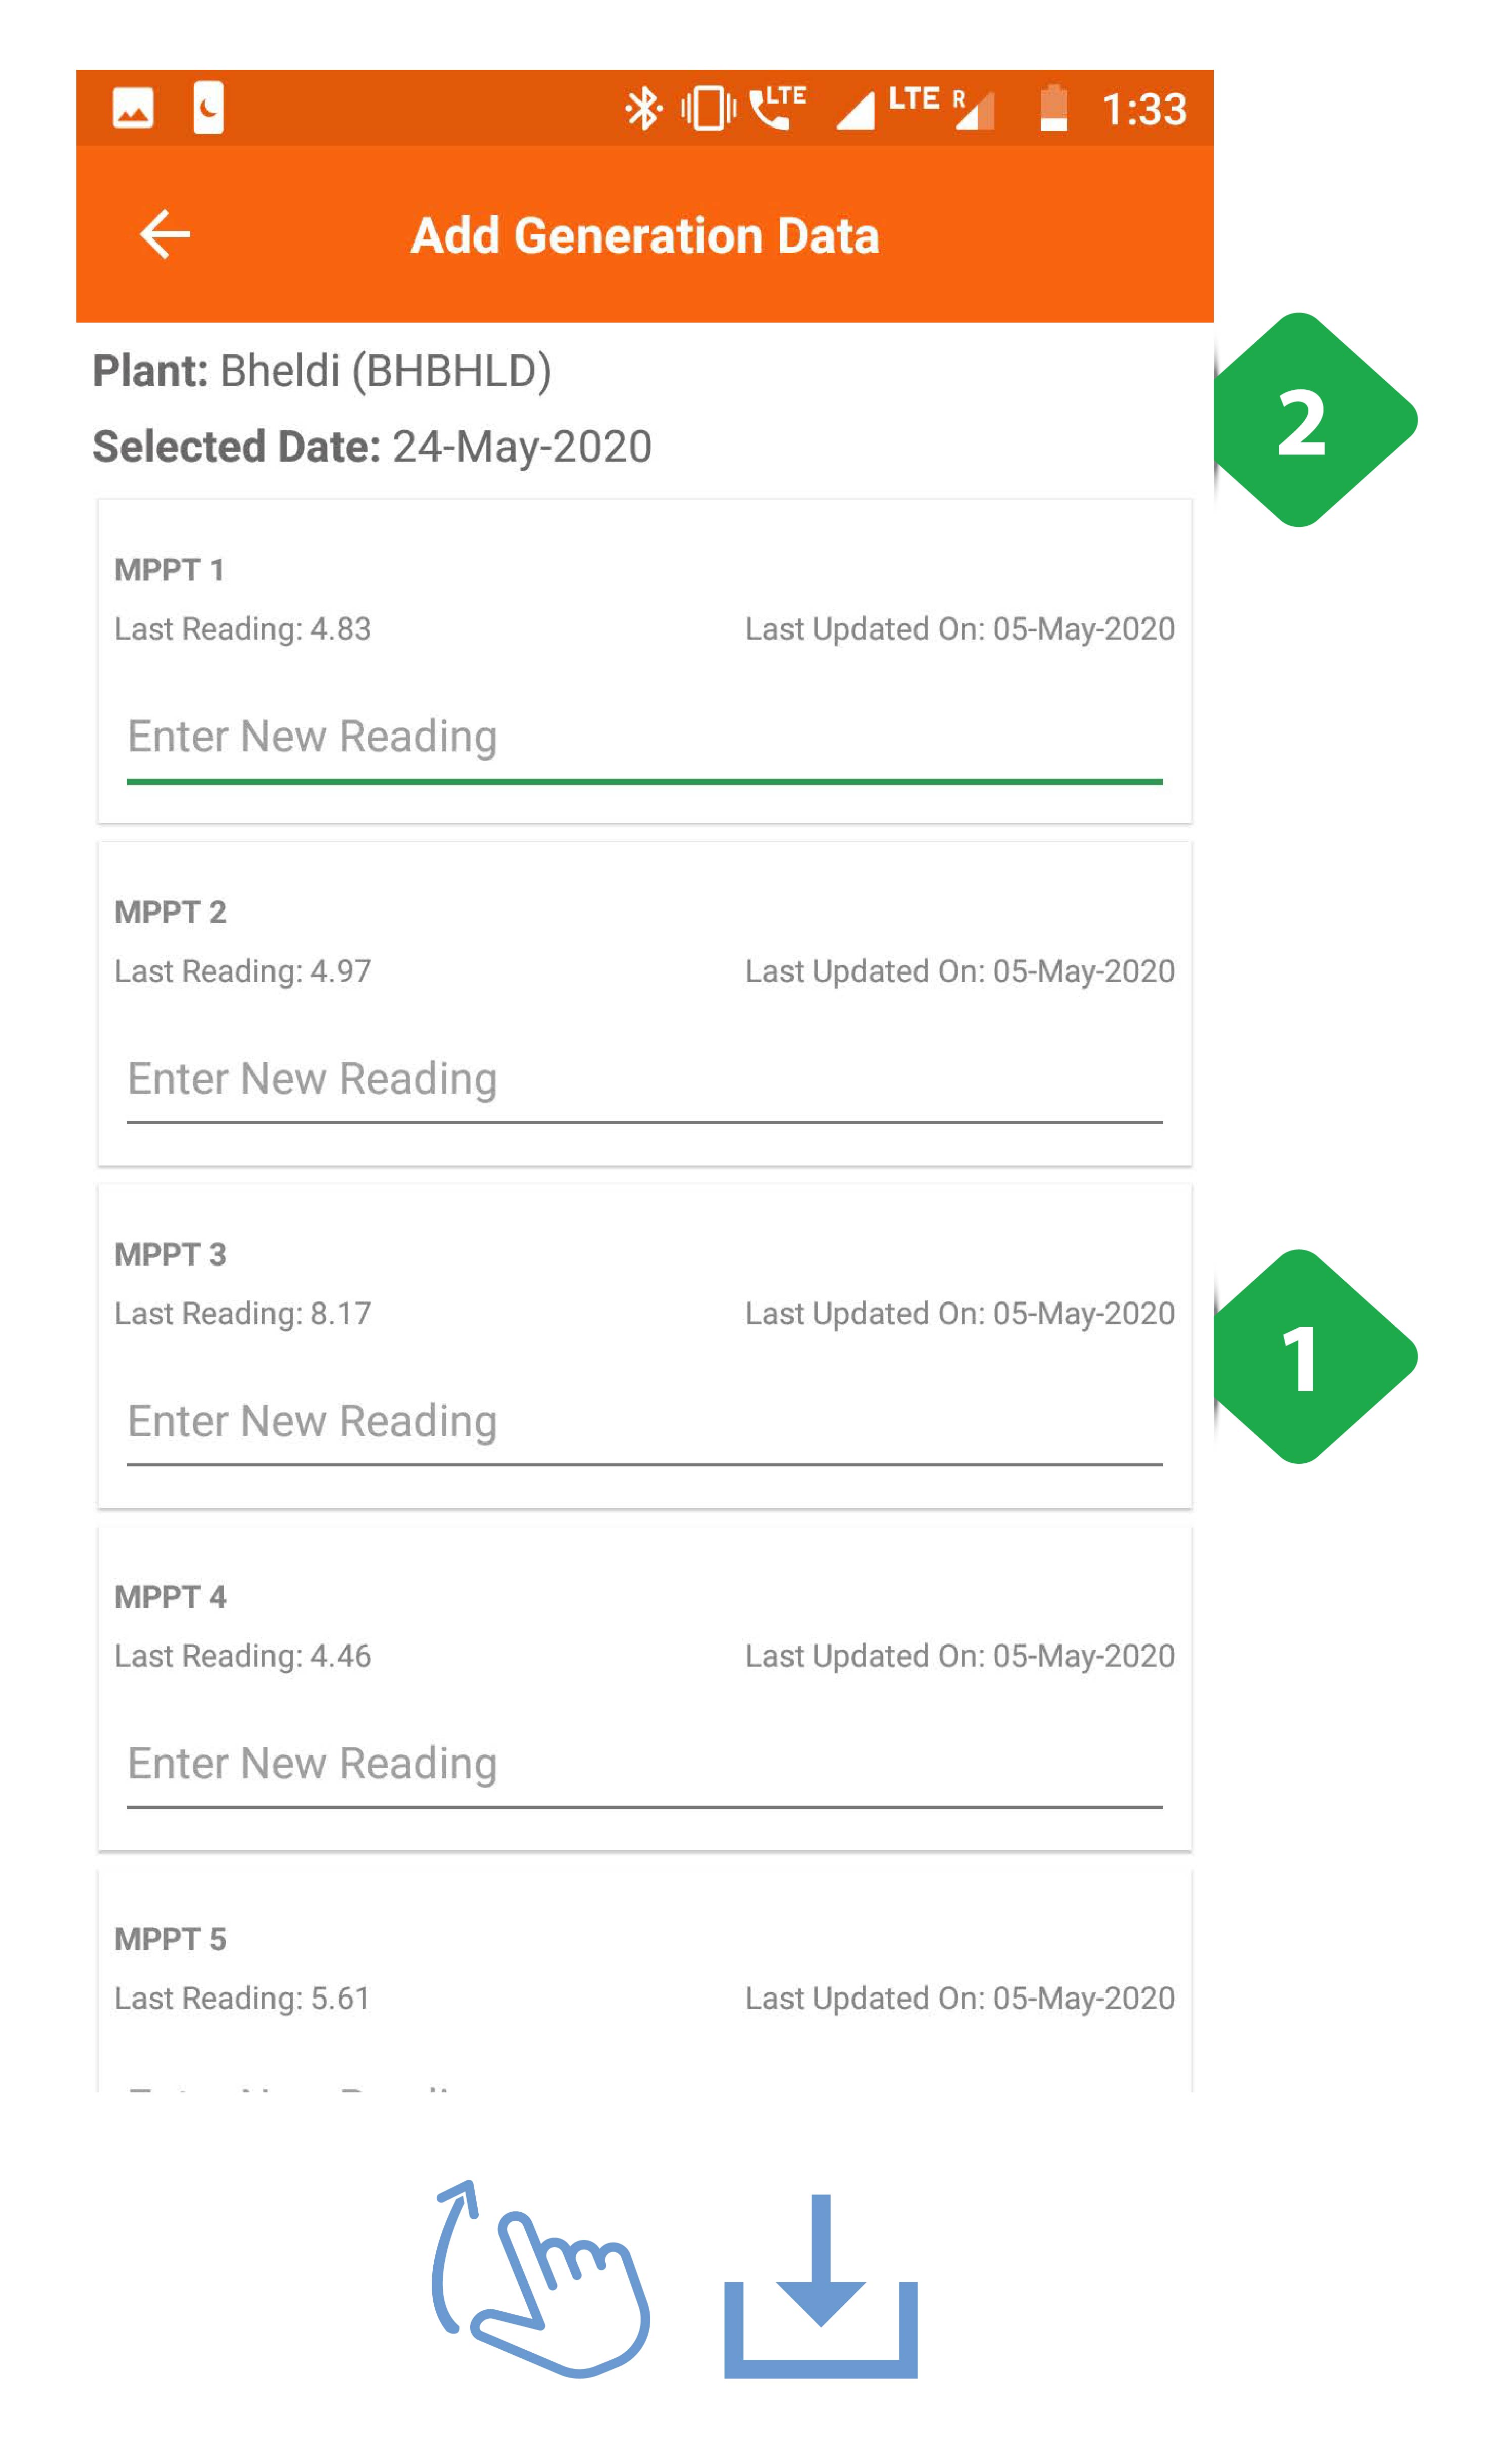 LTE LTE R 1:33
Add Generation Data
Plant: Bheldi (BHBHLD)
2
Selected Date: 24-May-2020
MPPT 1
Last Reading: 4.83 Last Updated On: 05-May-2020
Enter New Reading
MPPT 2
Last Reading: 4.97 Last Updated On: 05-May-2020
Enter New Reading
MPPT 3
Last Reading: 8.17 Last Updated On: 05-May-2020
1
Enter New Reading
MPPT 4
Last Reading: 4.46 Last Updated On: 05-May-2020
Enter New Reading
MPPT 5
Last Reading: 5.61 Last Updated On: 05-May-2020